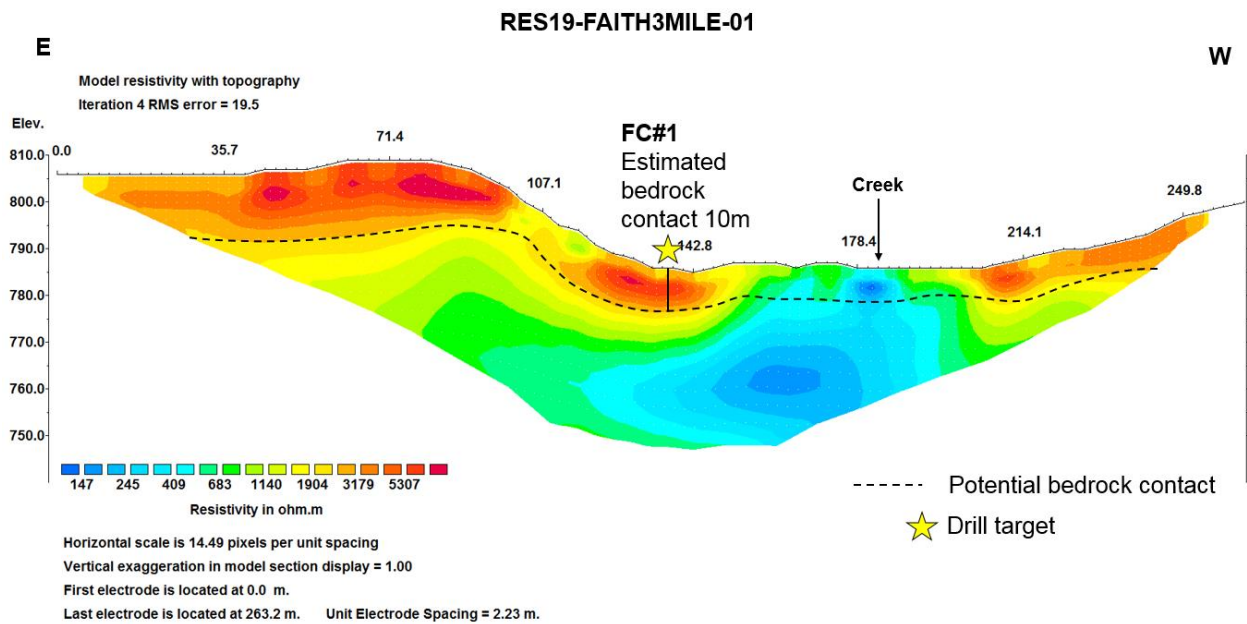 RES19-FAITH3MILE-01
E
W
Model resistivity with topography
Iteration 4 RMS error = 19.5
Elev.
810.0
800.0
790.0
780.0
770.0
760.0
750.0
0.0
35.7
71.4
107.1
142.8
178.4
214.1
249.8
FC#1
Estimated
bedrock
contact 10m
Creek
147 245 409 683 1140 1904 3179 5307
Resistivity in ohm.m
Potential bedrock contact
Drill target
Horizontal scale is 14.49 pixels per unit spacing
Vertical exaggeration in model section display = 1.00
First electrode is located at 0.0 m.
Last electrode is located at 263.2 m. Unit Electrode Spacing = 2.23 m.